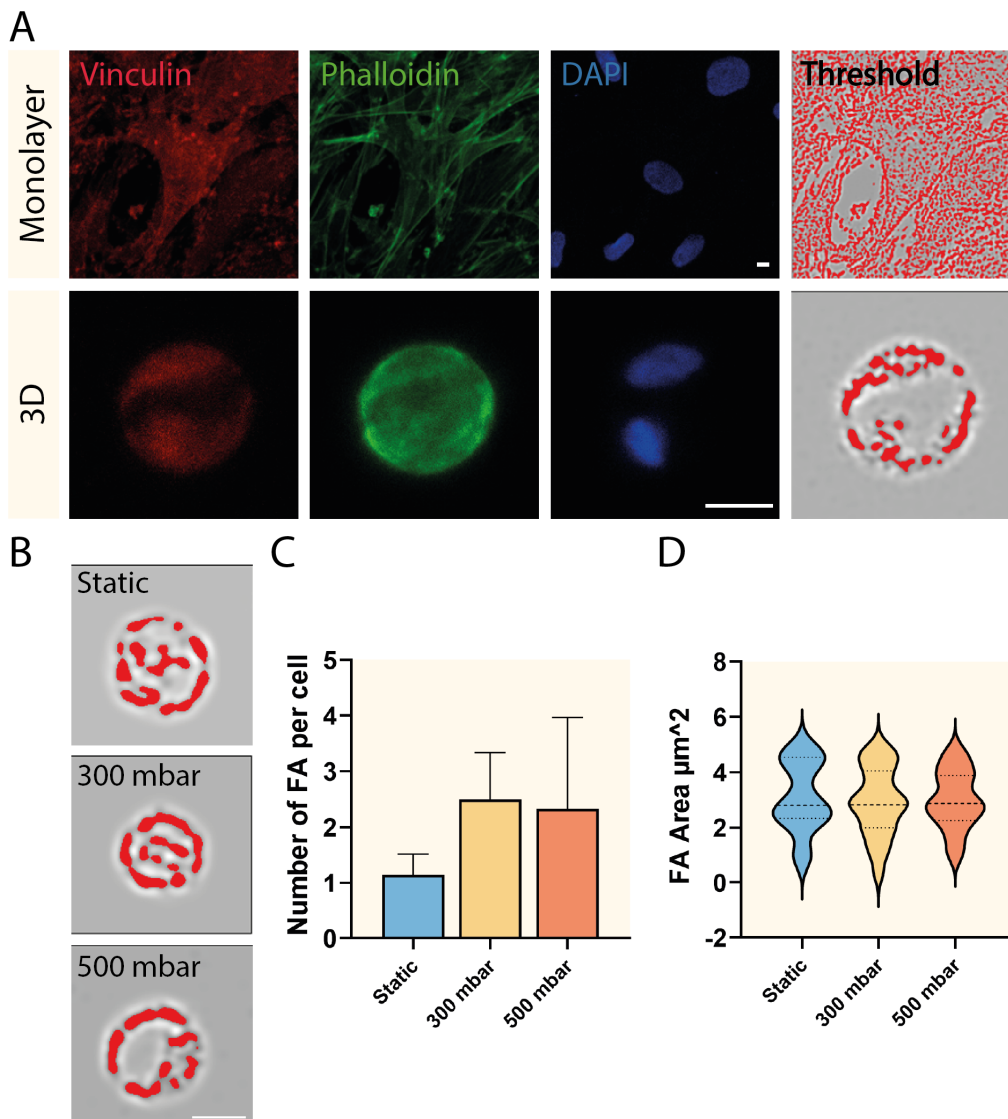 A
Monolayer
Vinculin
Phalloidin
DAPI
Threshold
3D
B
Static
300 mbar
500 mbar
C
Number of FA per cell
5
4
3
2
1
0
Static
300 mbar
500 mbar
D
FA Area µm^2
8
6
4
2
0
-2
Static
300 mbar
500 mbar